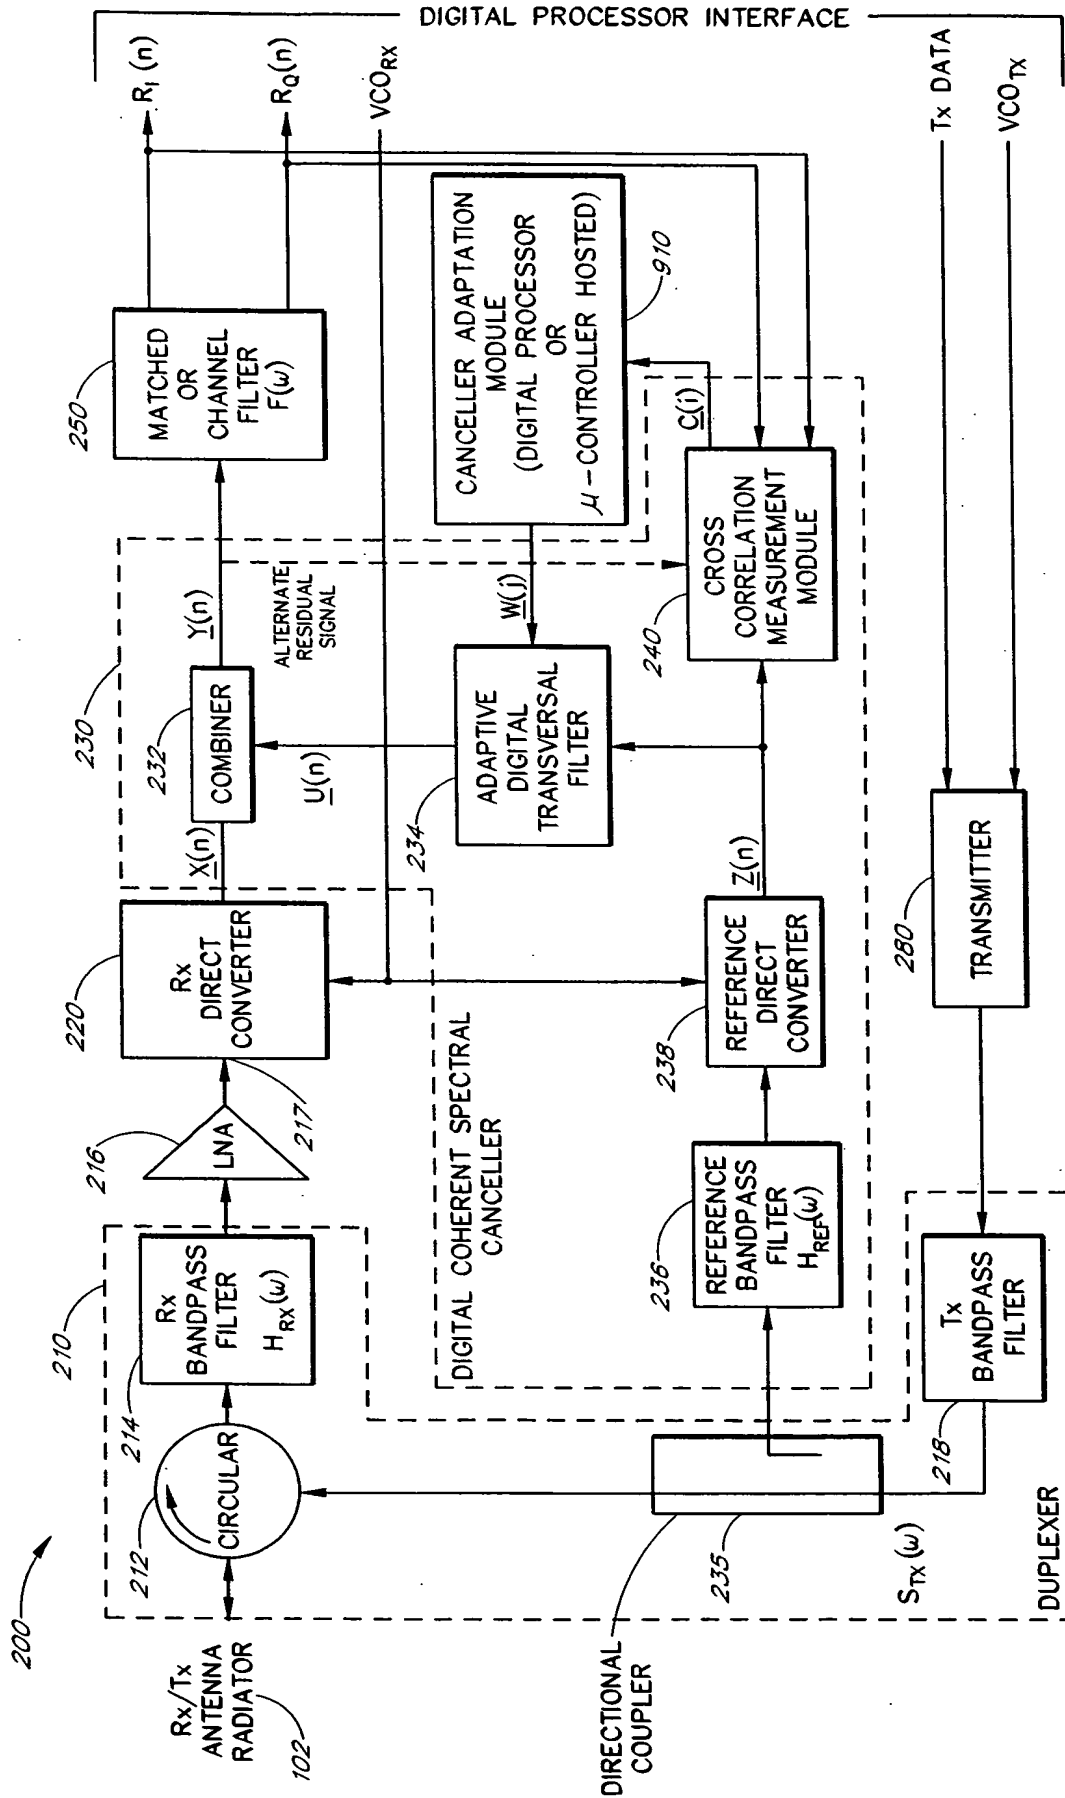 200
Rx/Tx
ANTENNA
RADIATOR
102
210
212
CIRCULAR
214
Rx
BANDPASS
FILTER
H_RX(ω)
216
LNA
217
220
Rx
DIRECT
CONVERTER
X(n)
230
232
COMBINER
Y(n)
ALTERNATE
RESIDUAL
SIGNAL
U(n)
250
MATCHED
OR
CHANNEL
FILTER
F(ω)
R_I(n)
R_Q(n)
VCO_RX
DIGITAL PROCESSOR INTERFACE
DIGITAL COHERENT SPECTRAL
CANCELLER
234
ADAPTIVE
DIGITAL
TRANSVERSAL
FILTER
W(j)
CANCELLER ADAPTATION
MODULE
(DIGITAL PROCESSOR
OR
μ-CONTROLLER HOSTED)
910
C(i)
240
CROSS
CORRELATION
MEASUREMENT
MODULE
DIRECTIONAL
COUPLER
235
236
REFERENCE
BANDPASS
FILTER
H_REF(ω)
238
REFERENCE
DIRECT
CONVERTER
Z(n)
S_TX(ω)
218
Tx
BANDPASS
FILTER
280
TRANSMITTER
Tx DATA
VCO_TX
DUPLEXER